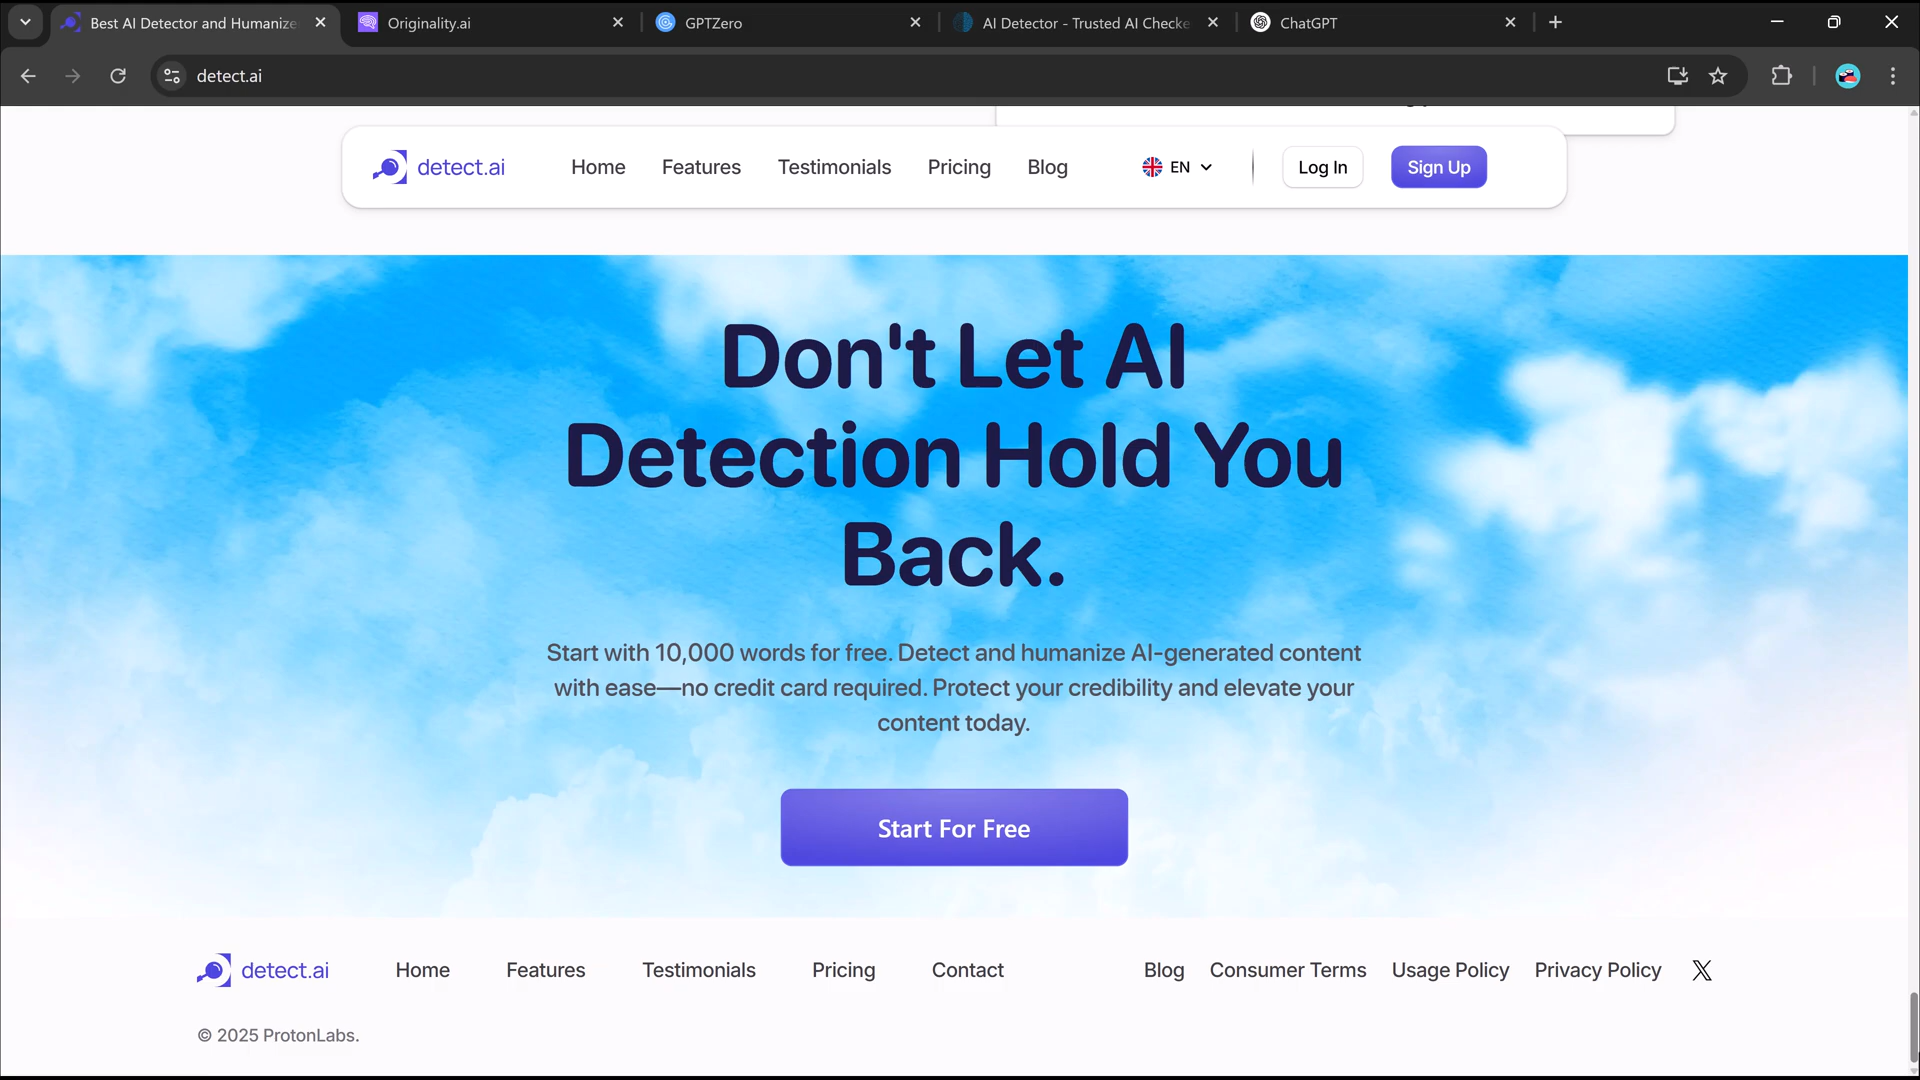 Best AI Detector and Humanize
Originality.ai
GPTZero
AI Detector - Trusted AI Checke
ChatGPT
detect.ai
detect.ai
Home
Features
Testimonials
Pricing
Blog
EN
Log In
Sign Up
Don't Let AI
Detection Hold You
Back.
Start with 10,000 words for free. Detect and humanize AI-generated content
with ease—no credit card required. Protect your credibility and elevate your
content today.
Start For Free
detect.ai
Home
Features
Testimonials
Pricing
Contact
Blog
Consumer Terms
Usage Policy
Privacy Policy
© 2025 ProtonLabs.